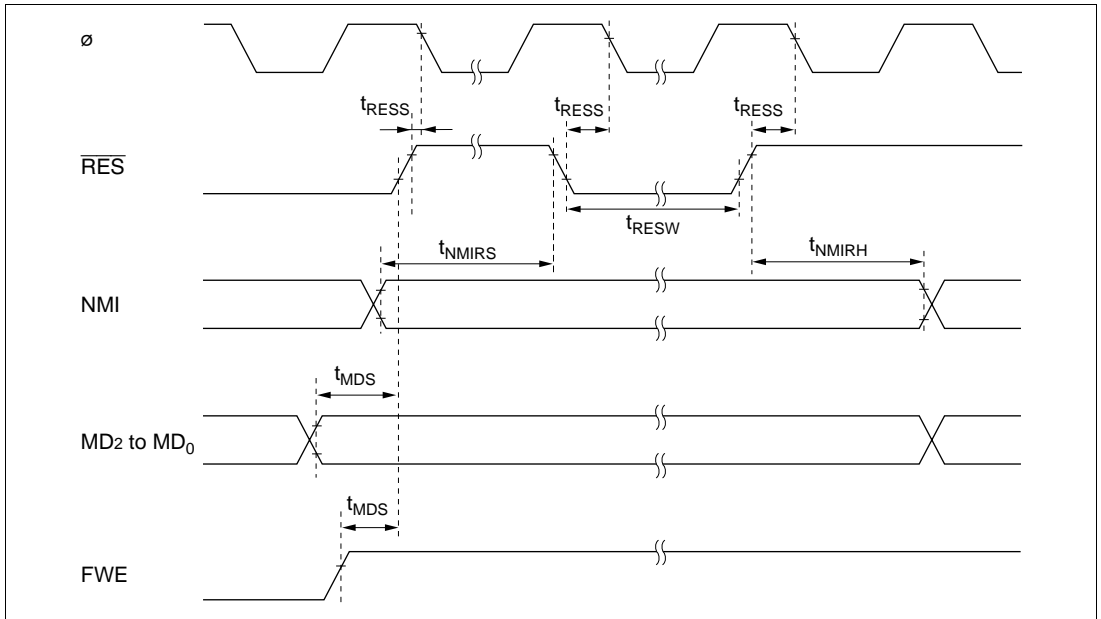 ø
tRESS tRESS tRESS
RES
tRESW
tNMIRS tNMIRH
NMI
tMDS
MD2 to MD0
tMDS
FWE